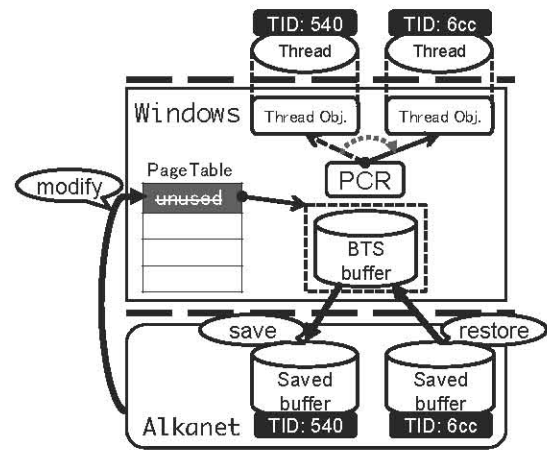 TID: 540
TID: 6cc
Thread
Thread
Windows
Thread Obj.
Thread Obj.
PageTable
modify
unused
PCR
BTS
buffer
save
restore
Saved
buffer
Saved
buffer
Alkanet
TID: 540
TID: 6cc